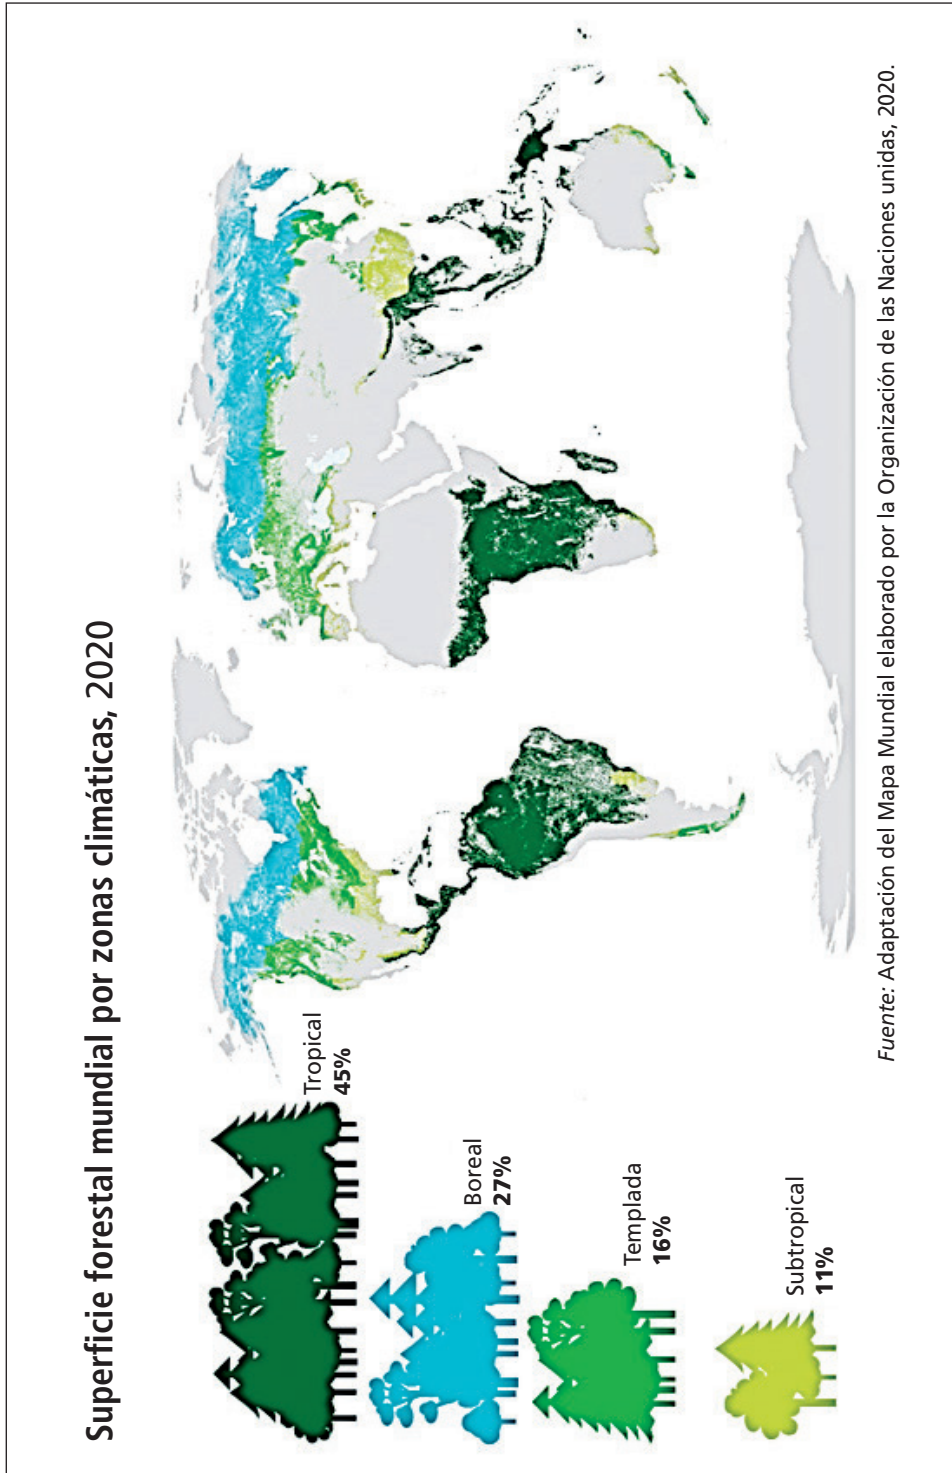 Superficie forestal mundial por zonas climáticas, 2020
Tropical
45%
Boreal
27%
Templada
16%
Subtropical
11%
Fuente: Adaptación del Mapa Mundial elaborado por la Organización de las Naciones unidas, 2020.